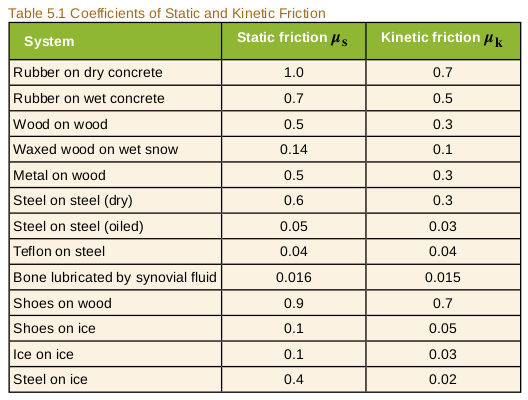 Table 5.1 Coefficients of Static and Kinetic Friction
System Static friction μs Kinetic friction μk
Rubber on dry concrete 1.0 0.7
Rubber on wet concrete 0.7 0.5
Wood on wood 0.5 0.3
Waxed wood on wet snow 0.14 0.1
Metal on wood 0.5 0.3
Steel on steel (dry) 0.6 0.3
Steel on steel (oiled) 0.05 0.03
Teflon on steel 0.04 0.04
Bone lubricated by synovial fluid 0.016 0.015
Shoes on wood 0.9 0.7
Shoes on ice 0.1 0.05
Ice on ice 0.1 0.03
Steel on ice 0.4 0.02